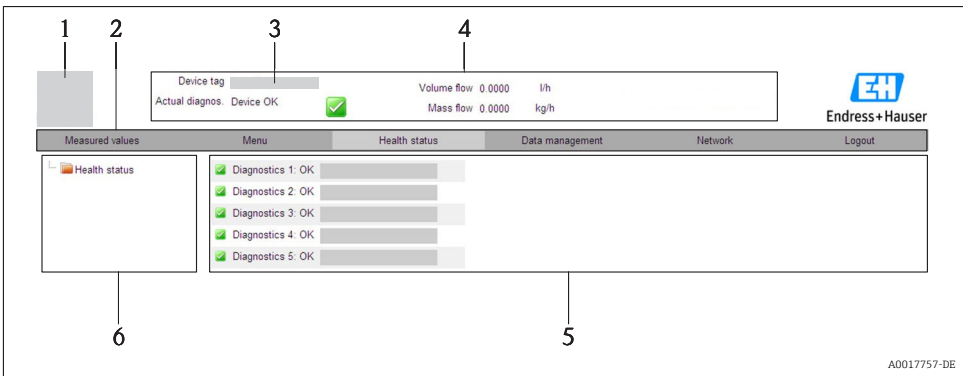 1 2 3 4
Device tag
Actual diagnos. Device OK
Volume flow 0.0000 l/h
Mass flow 0.0000 kg/h
EH
Endress+Hauser
Measured values Menu Health status Data management Network Logout
Health status
Diagnostics 1: OK
Diagnostics 2: OK
Diagnostics 3: OK
Diagnostics 4: OK
Diagnostics 5: OK
6 5
A0017757-DE